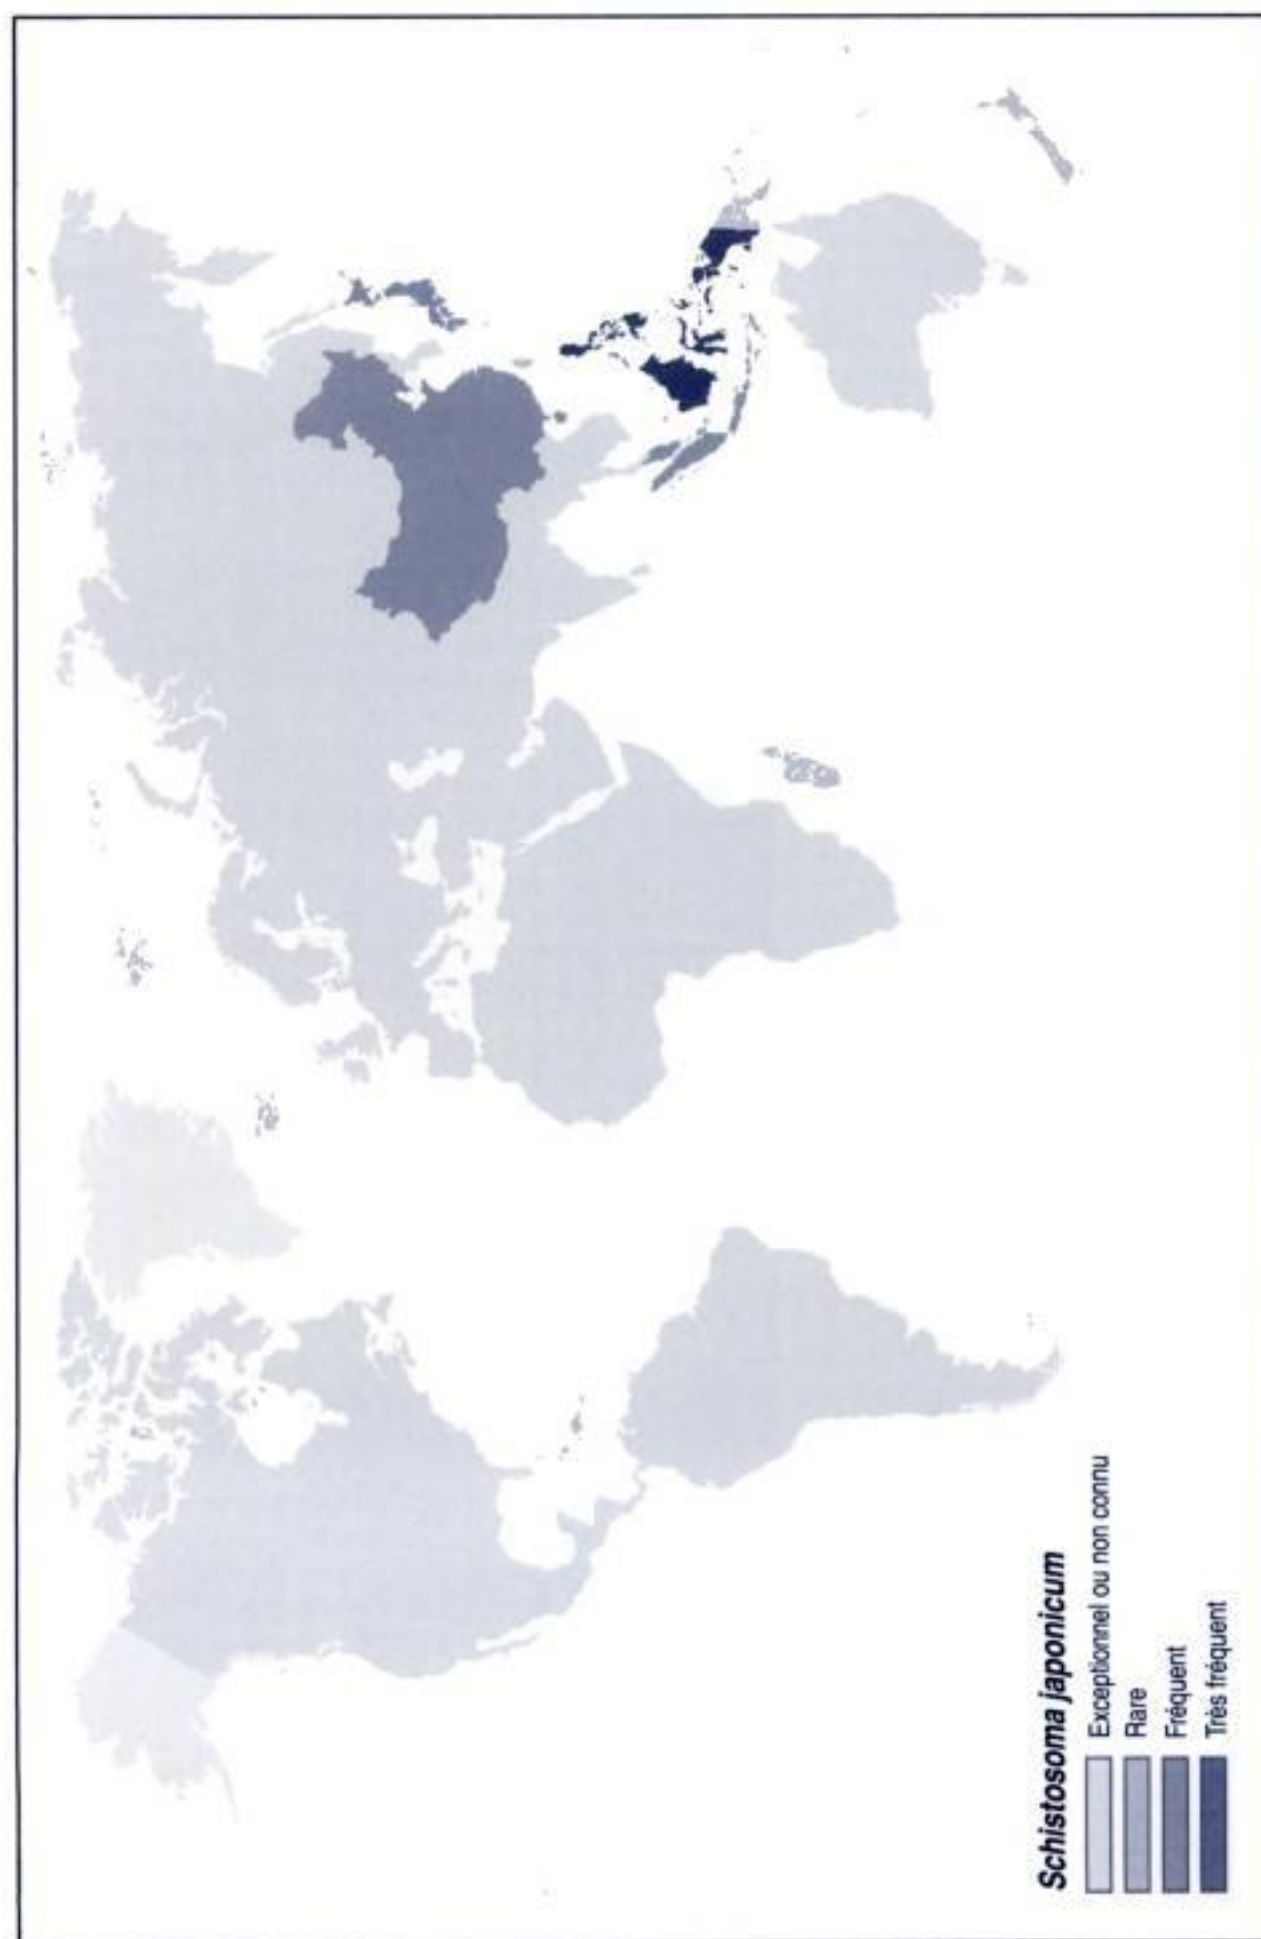 Schistosoma japonicum
Exceptionnel ou non connu
Rare
Fréquent
Très fréquent